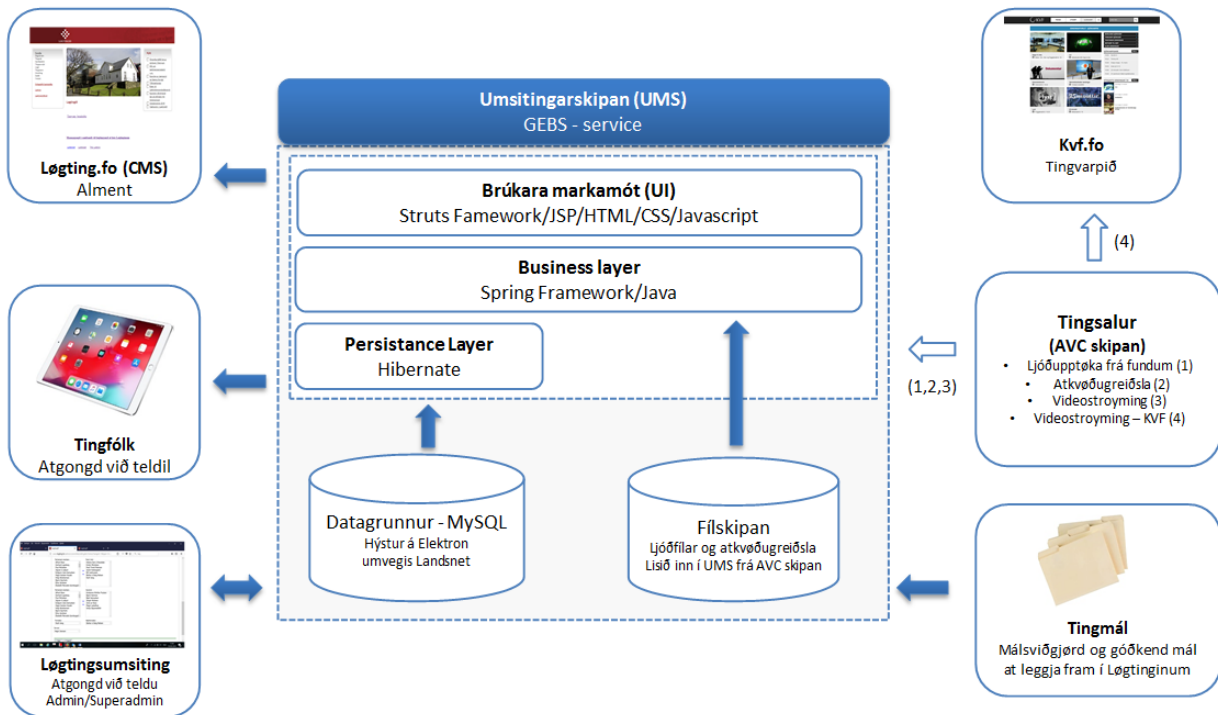 Løgting.fo (CMS)
Alment
Tingfólk
Atgongd við teldil
Løgtingsumsiting
Atgongd við teldu
Admin/Superadmin
Umsitingarskipan (UMS)
GEBS - service
Brúkara markamót (UI)
Struts Famework/JSP/HTML/CSS/Javascript
Business layer
Spring Framework/Java
Persistance Layer
Hibernate
Datagrunnur - MySQL
Hýstur á Elektron
umvegis Landsnet
Fílskipan
Ljóðfílar og atkvøðugreiðsla
Lisið inn í UMS frá AVC skipan
Kvf.fo
Tingvarpið
(4)
(1,2,3)
Tingsalur
(AVC skipan)
• Ljóðupptøka frá fundum (1)
• Atkvøðugreiðsla (2)
• Videostroyming (3)
• Videostroyming – KVF (4)
Tingmál
Málsviðgjørd og góðkend mál
at leggja fram í Løgtinginum